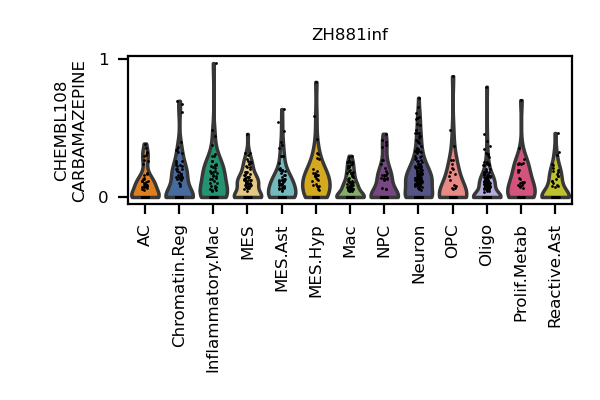 ZH881inf
CHEMBL108
CARBAMAZEPINE
1
0
AC
Chromatin.Reg
Inflammatory.Mac
MES
MES.Ast
MES.Hyp
Mac
NPC
Neuron
OPC
Oligo
Prolif.Metab
Reactive.Ast